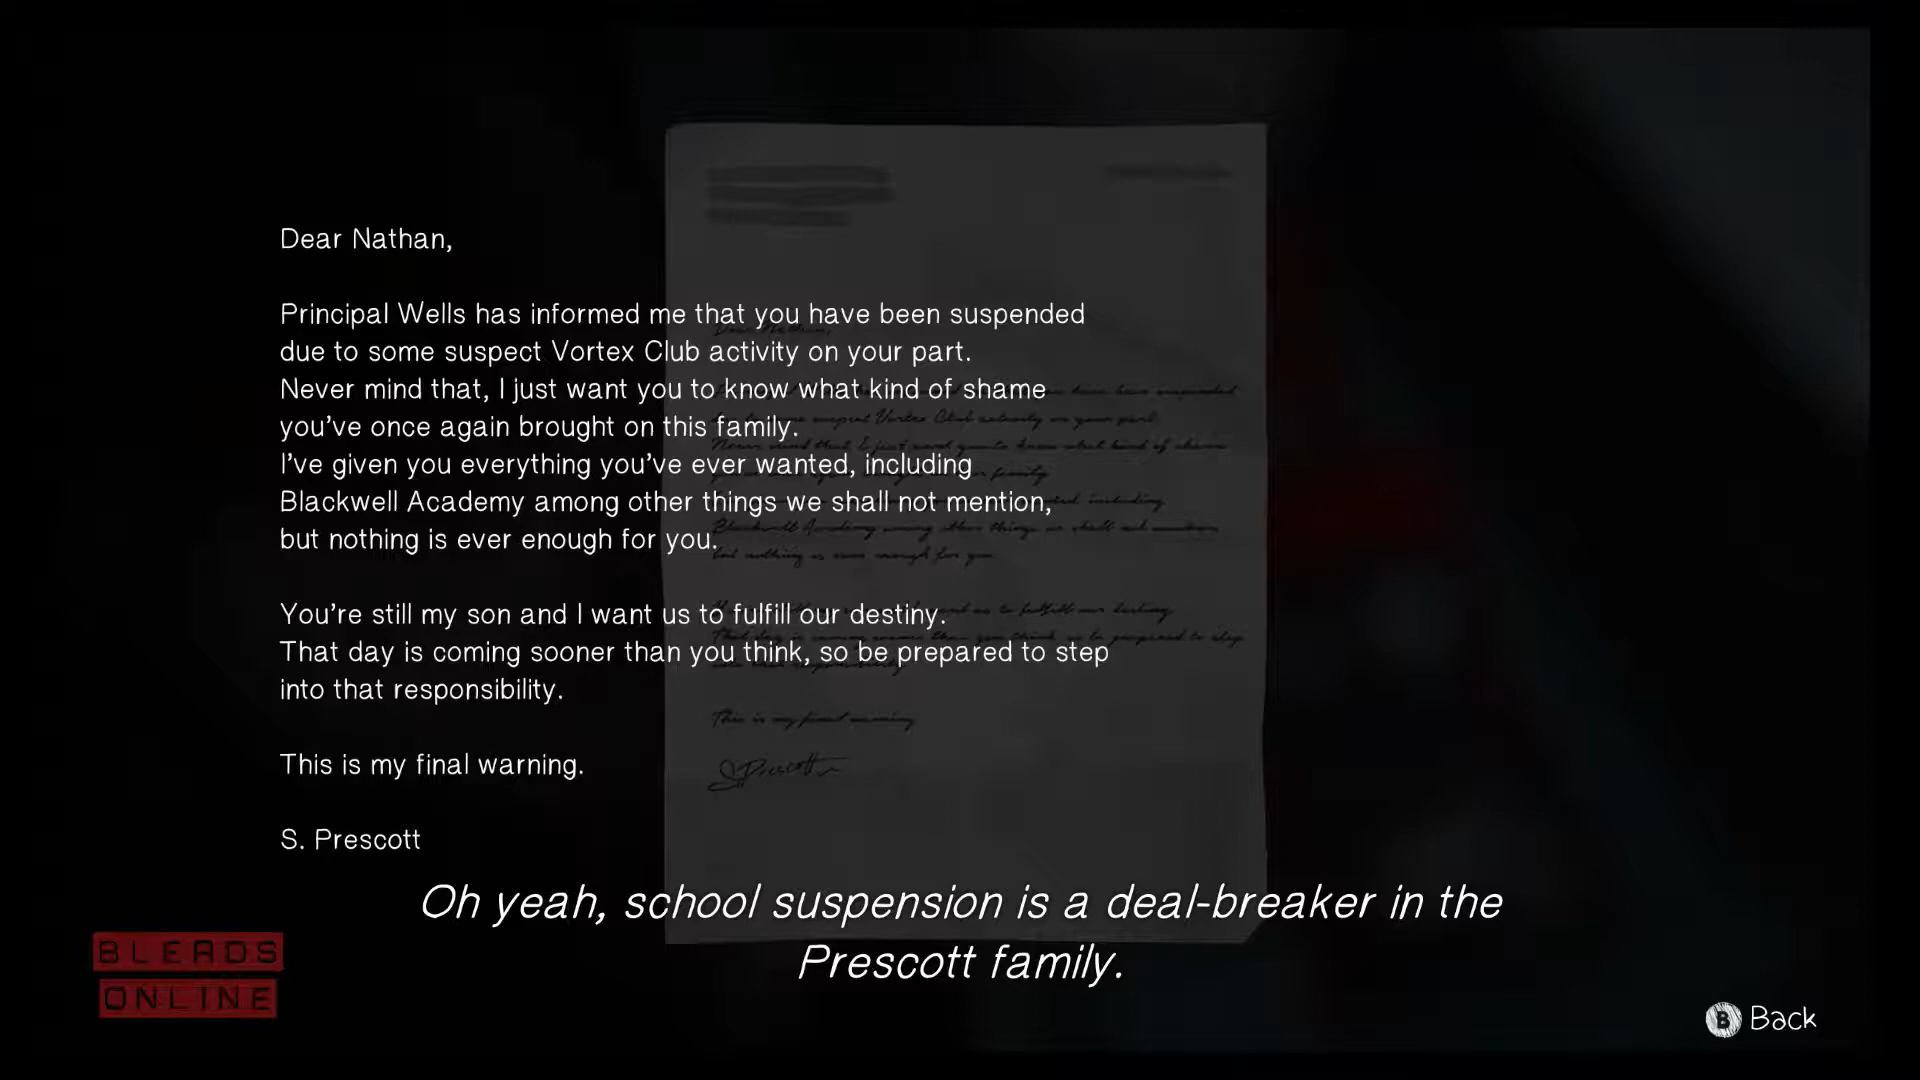 Dear Nathan,
Principal Wells has informed me that you have been suspended
due to some suspect Vortex Club activity on your part.
Never mind that, I just want you to know what kind of shame
you've once again brought on this family.
I've given you everything you've ever wanted, including
Blackwell Academy among other things we shall not mention,
but nothing is ever enough for you.
You're still my son and I want us to fulfill our destiny.
That day is coming sooner than you think, so be prepared to step
into that responsibility.
This is my final warning.
S. Prescott
This is my final warning
S Prescott
Oh yeah, school suspension is a deal-breaker in the
Prescott family.
BLEADS
ONLINE
B Back